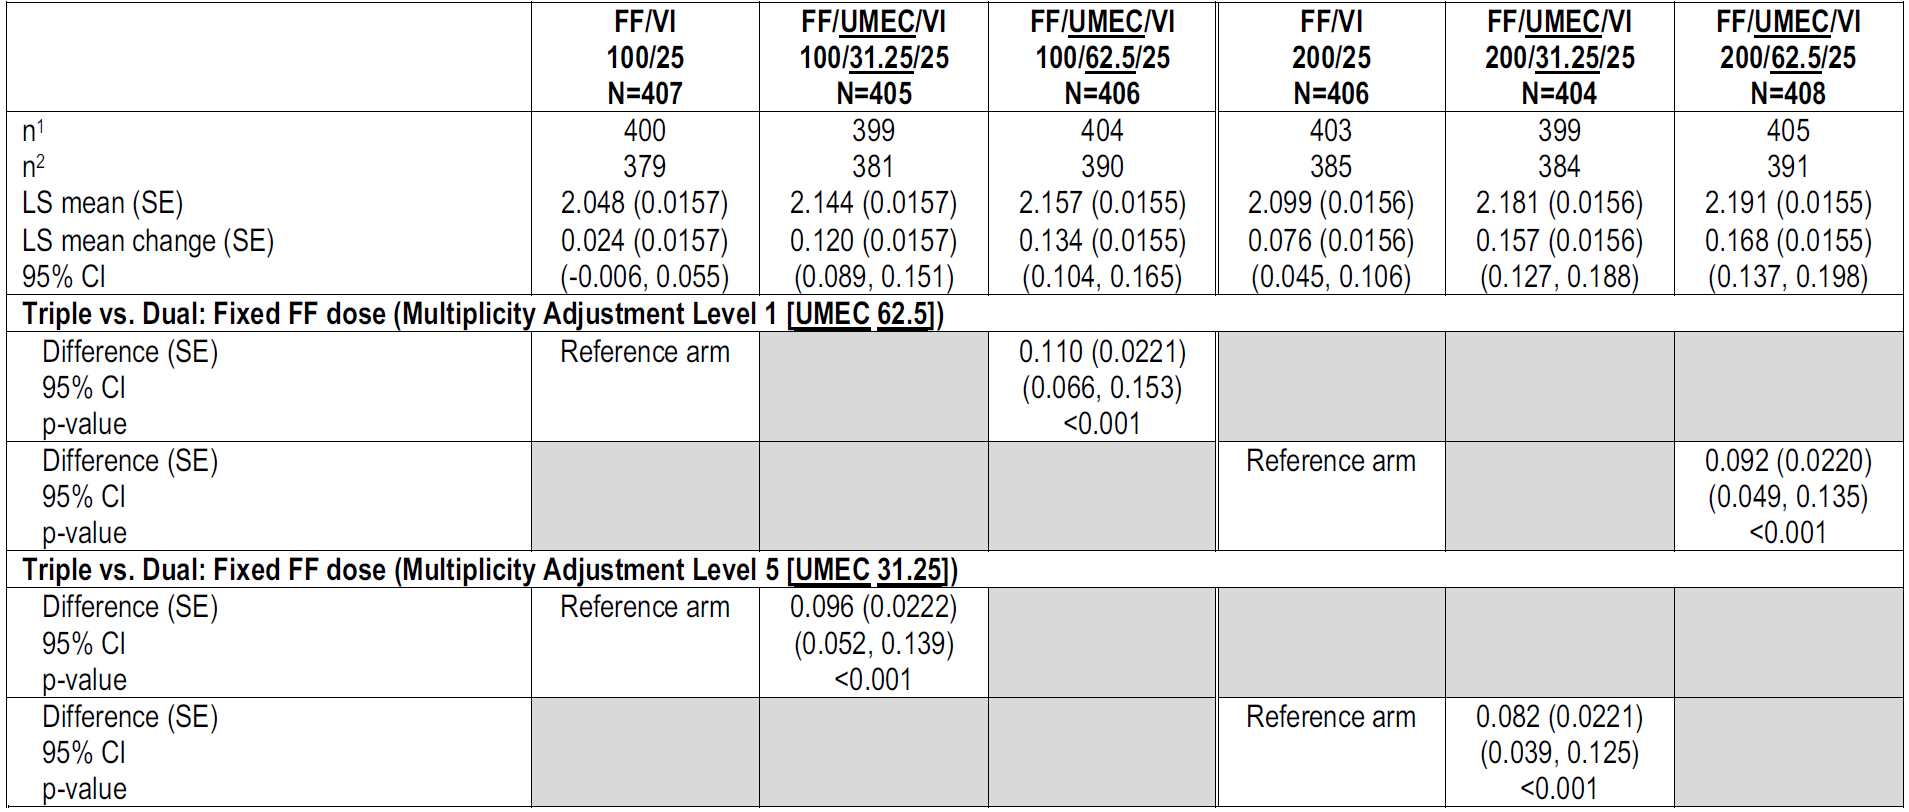 FF/VI FF/UMEC/VI FF/UMEC/VI FF/VI FF/UMEC/VI FF/UMEC/VI
100/25 100/31.25/25 100/62.5/25 200/25 200/31.25/25 200/62.5/25
N=407 N=405 N=406 N=406 N=404 N=408
n¹ 400 399 404 403 399 405
n² 379 381 390 385 384 391
LS mean (SE) 2.048 (0.0157) 2.144 (0.0157) 2.157 (0.0155) 2.099 (0.0156) 2.181 (0.0156) 2.191 (0.0155)
LS mean change (SE) 0.024 (0.0157) 0.120 (0.0157) 0.134 (0.0155) 0.076 (0.0156) 0.157 (0.0156) 0.168 (0.0155)
95% CI (-0.006, 0.055) (0.089, 0.151) (0.104, 0.165) (0.045, 0.106) (0.127, 0.188) (0.137, 0.198)
Triple vs. Dual: Fixed FF dose (Multiplicity Adjustment Level 1 [UMEC 62.5])
Difference (SE) Reference arm 0.110 (0.0221)
95% CI (0.066, 0.153)
p-value <0.001
Difference (SE) Reference arm 0.092 (0.0220)
95% CI (0.049, 0.135)
p-value <0.001
Triple vs. Dual: Fixed FF dose (Multiplicity Adjustment Level 5 [UMEC 31.25])
Difference (SE) Reference arm 0.096 (0.0222)
95% CI (0.052, 0.139)
p-value <0.001
Difference (SE) Reference arm 0.082 (0.0221)
95% CI (0.039, 0.125)
p-value <0.001